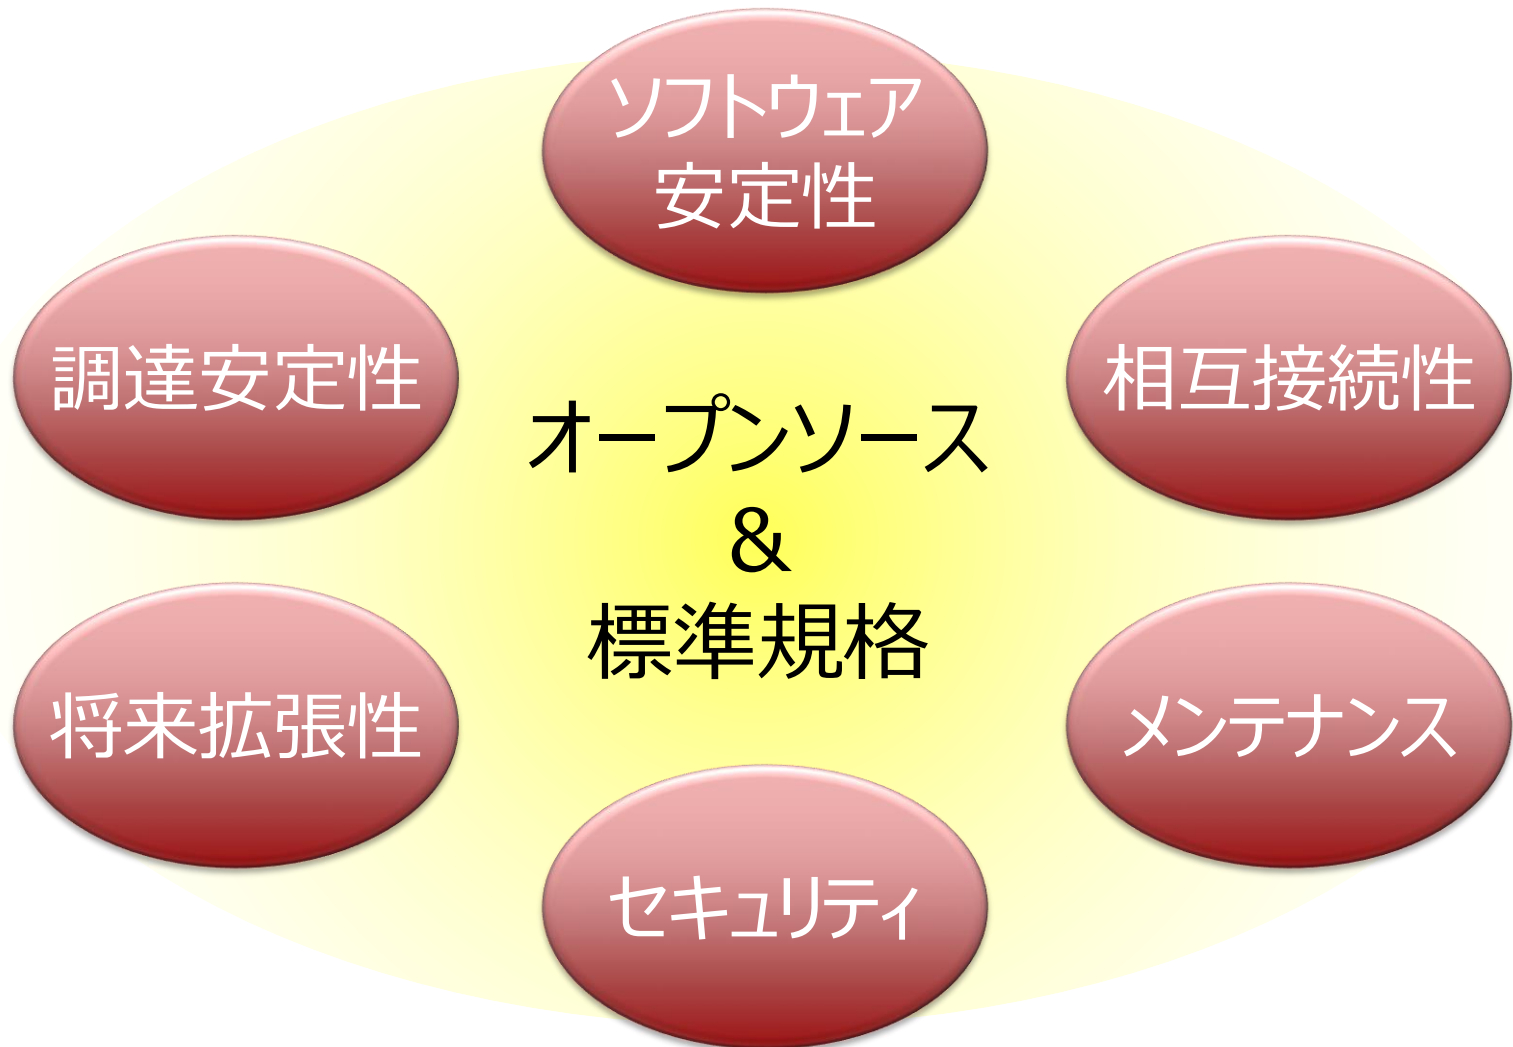 ソフトウェア
安定性
調達安定性
相互接続性
オープンソース
&
標準規格
将来拡張性
メンテナンス
セキュリティ